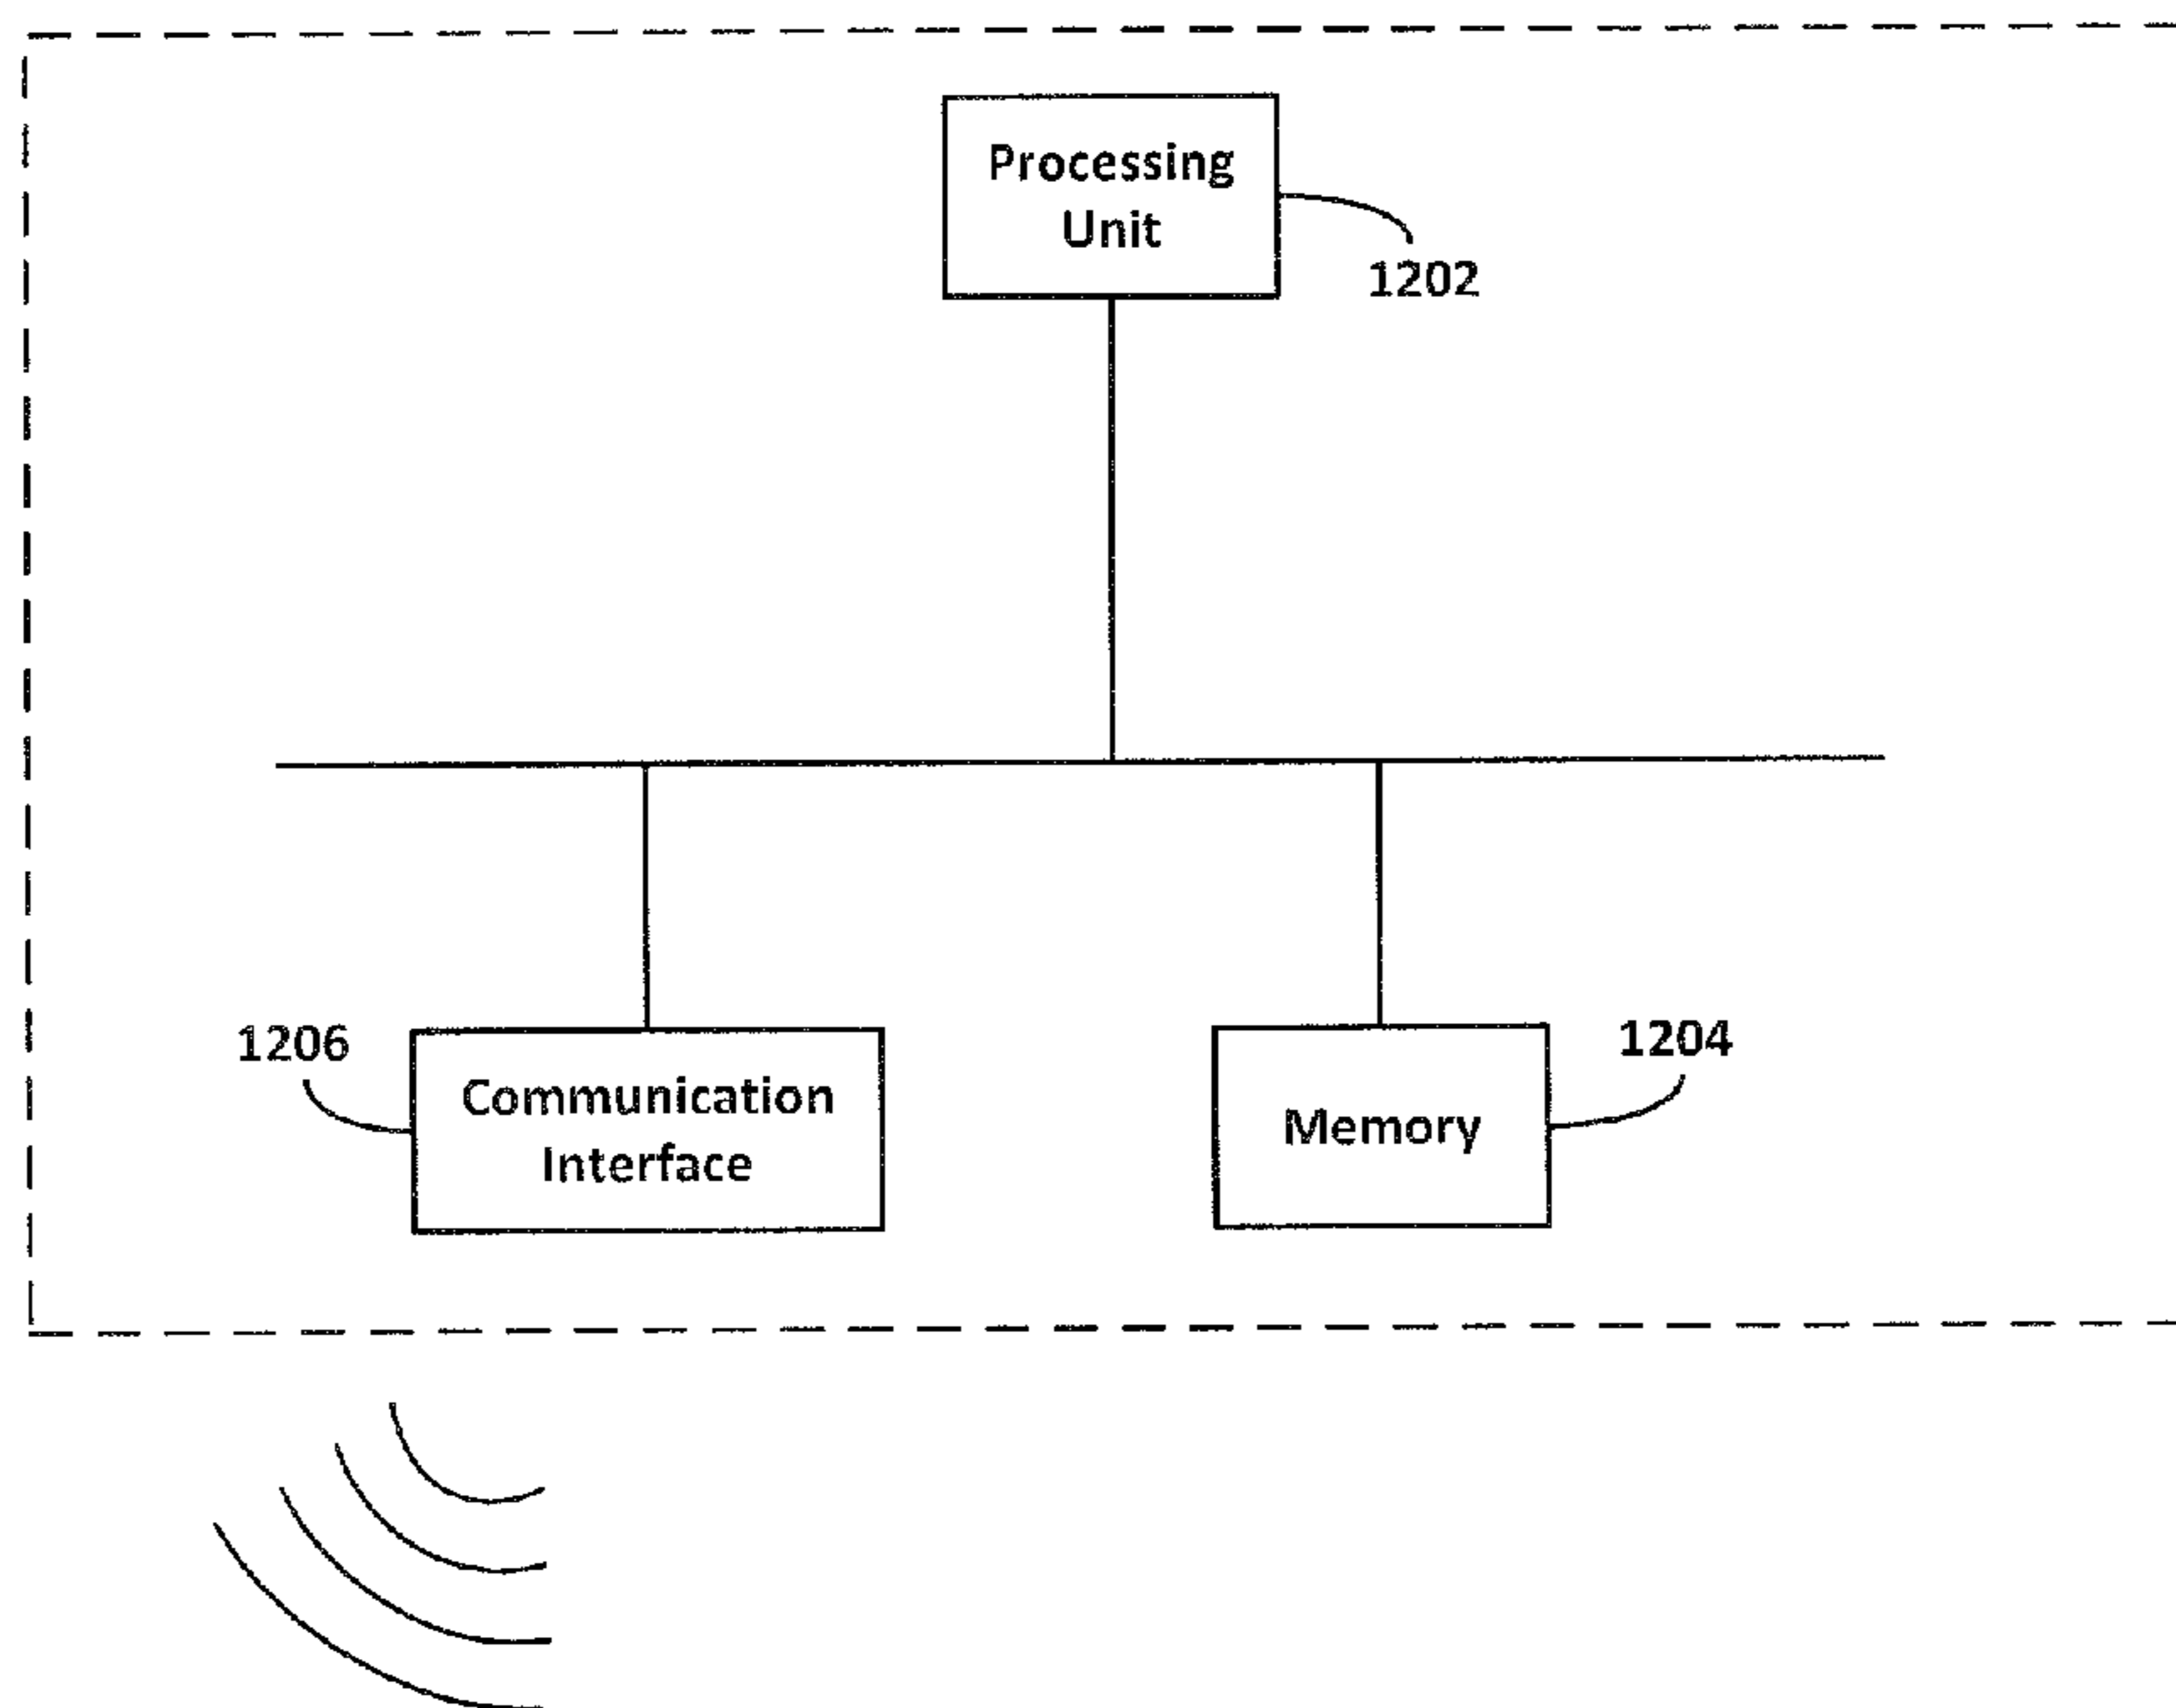 Processing
Unit
1202
1206
Communication
Interface
1204
Memory